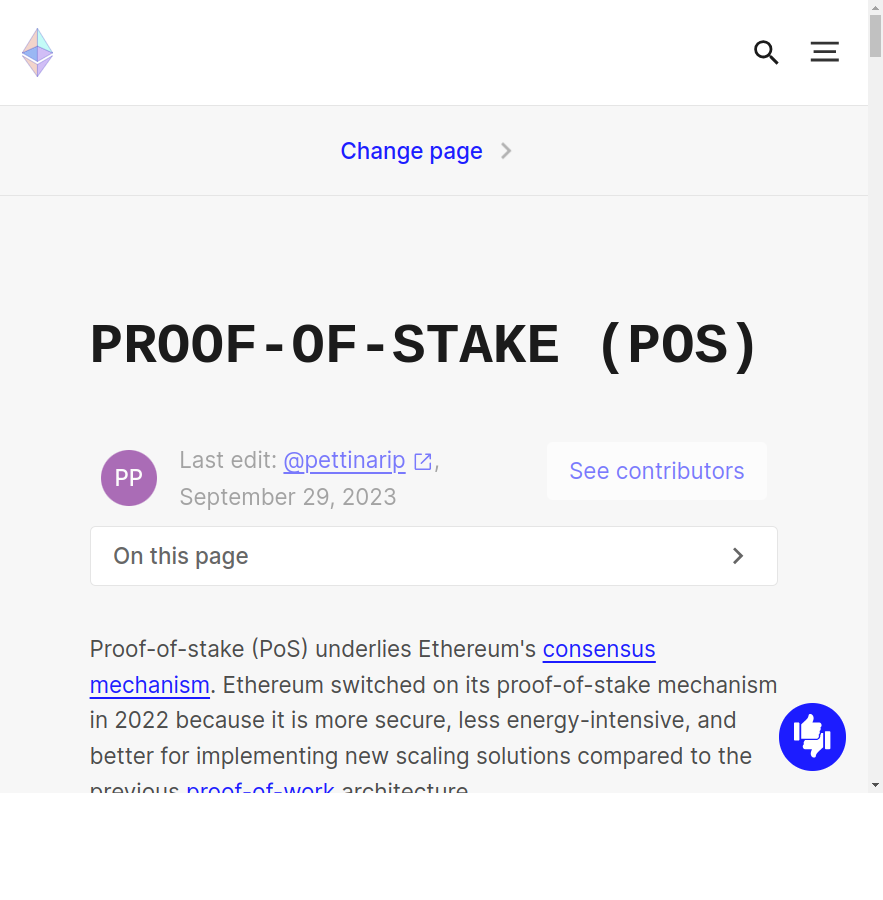 Change page
PROOF-OF-STAKE (POS)
PP
Last edit: @pettinarip,
September 29, 2023
See contributors
On this page
Proof-of-stake (PoS) underlies Ethereum's consensus
mechanism. Ethereum switched on its proof-of-stake mechanism
in 2022 because it is more secure, less energy-intensive, and
better for implementing new scaling solutions compared to the
previous proof-of-work architecture.